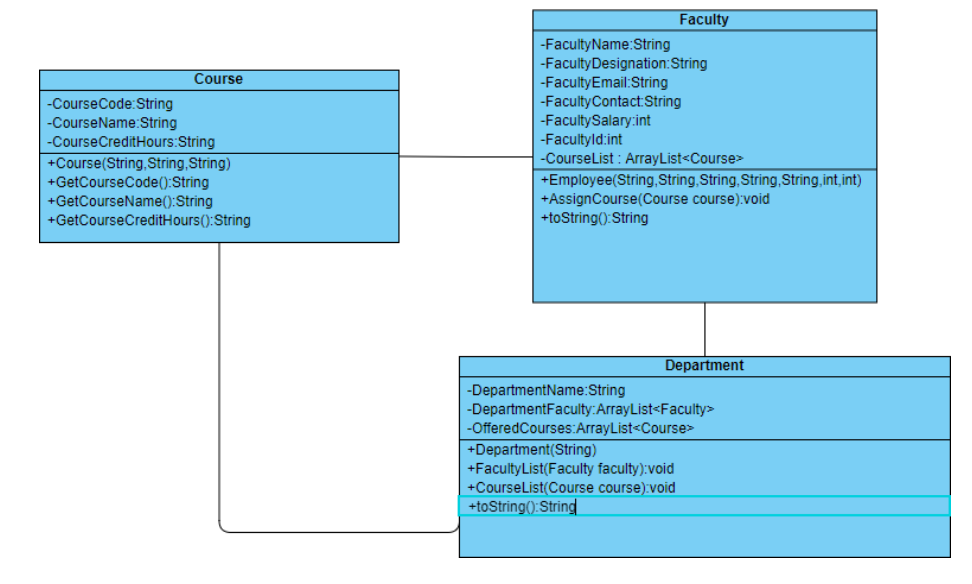 Course
-CourseCode:String
-CourseName:String
-CourseCreditHours:String
+Course(String,String,String)
+GetCourseCode():String
+GetCourseName():String
+GetCourseCreditHours():String
Faculty
-FacultyName:String
-FacultyDesignation:String
-FacultyEmail:String
-FacultyContact:String
-FacultySalary:int
-FacultyId:int
-CourseList : ArrayList<Course>
+Employee(String,String,String,String,String,int,int)
+AssignCourse(Course course):void
+toString():String
Department
-DepartmentName:String
-DepartmentFaculty:ArrayList<Faculty>
-OfferedCourses:ArrayList<Course>
+Department(String)
+FacultyList(Faculty faculty):void
+CourseList(Course course):void
+toString():String